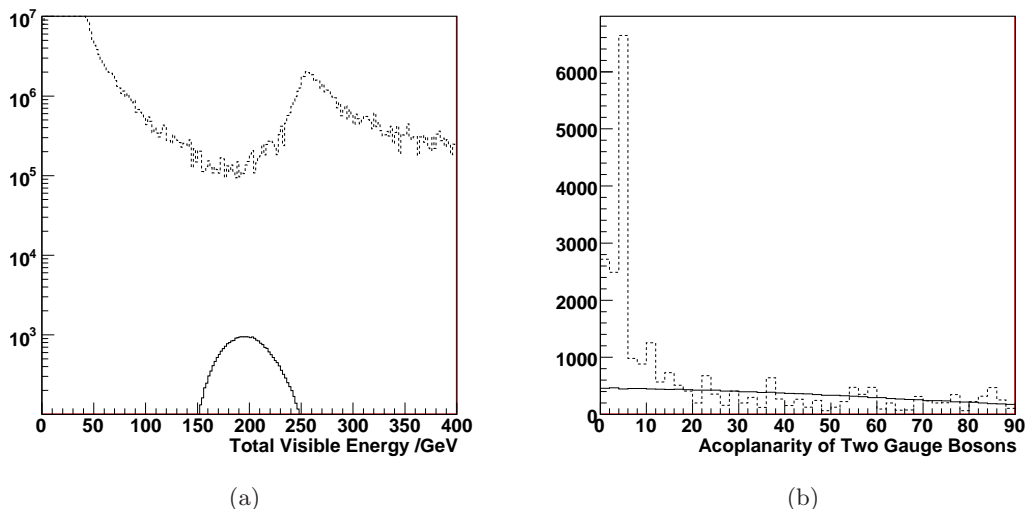 10^7
10^6
10^5
10^4
10^3
0 50 100 150 200 250 300 350 400
Total Visible Energy /GeV
(a)
6000
5000
4000
3000
2000
1000
0
0 10 20 30 40 50 60 70 80 90
Acoplanarity of Two Gauge Bosons
(b)